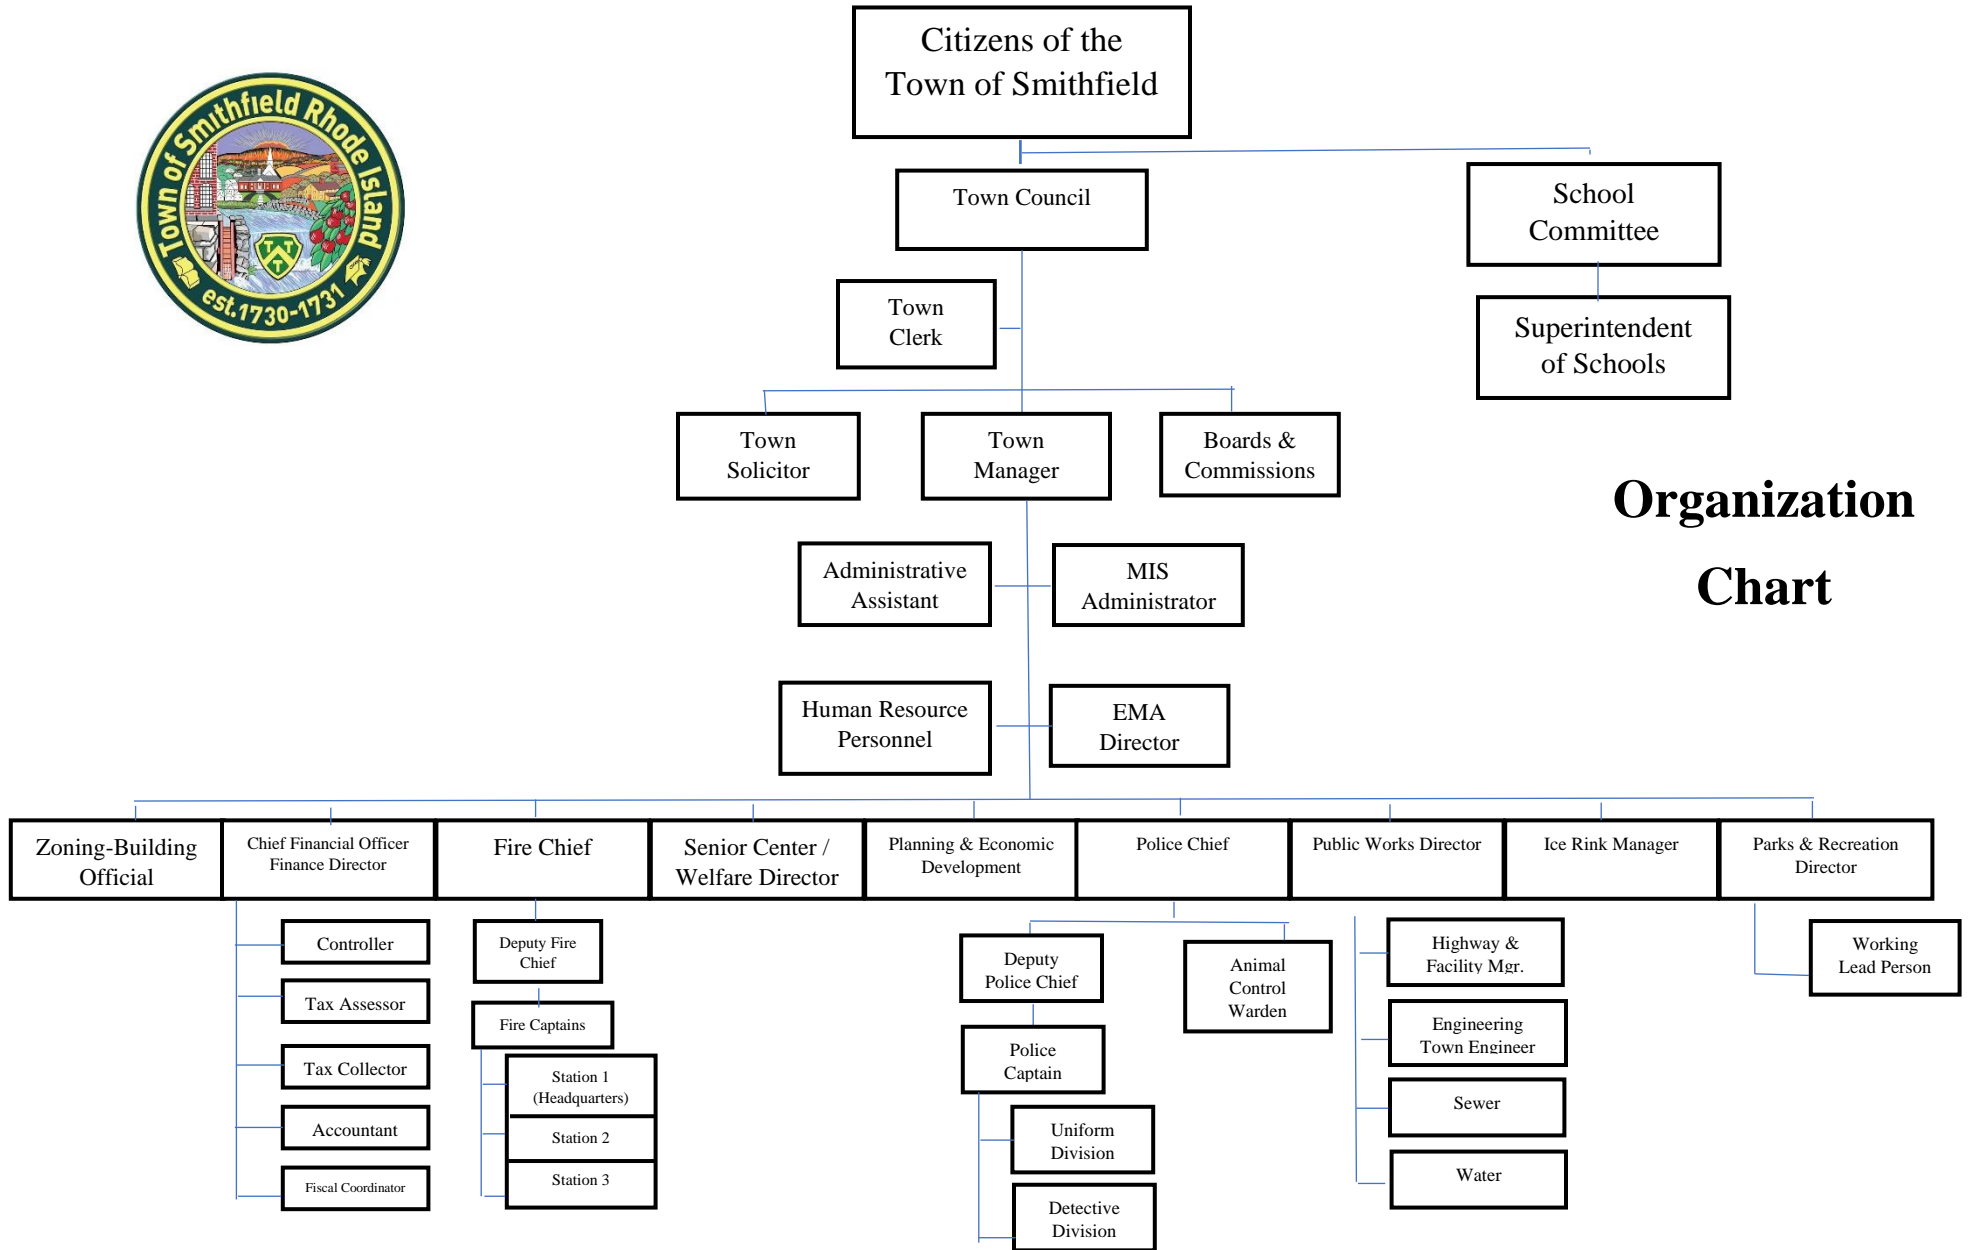 Citizens of the
Town of Smithfield
Town of Smithfield Rhode Island
est.1730-1731
T T
T
Town Council
School
Committee
Town
Clerk
Superintendent
of Schools
Town
Solicitor
Town
Manager
Boards &
Commissions
Organization
Chart
Administrative
Assistant
MIS
Administrator
Human Resource
Personnel
EMA
Director
Zoning-Building
Official
Chief Financial Officer
Finance Director
Fire Chief
Senior Center /
Welfare Director
Planning & Economic
Development
Police Chief
Public Works Director
Ice Rink Manager
Parks & Recreation
Director
Controller
Tax Assessor
Tax Collector
Accountant
Fiscal Coordinator
Deputy Fire
Chief
Fire Captains
Station 1
(Headquarters)
Station 2
Station 3
Deputy
Police Chief
Police
Captain
Uniform
Division
Detective
Division
Animal
Control
Warden
Highway &
Facility Mgr.
Engineering
Town Engineer
Sewer
Water
Working
Lead Person